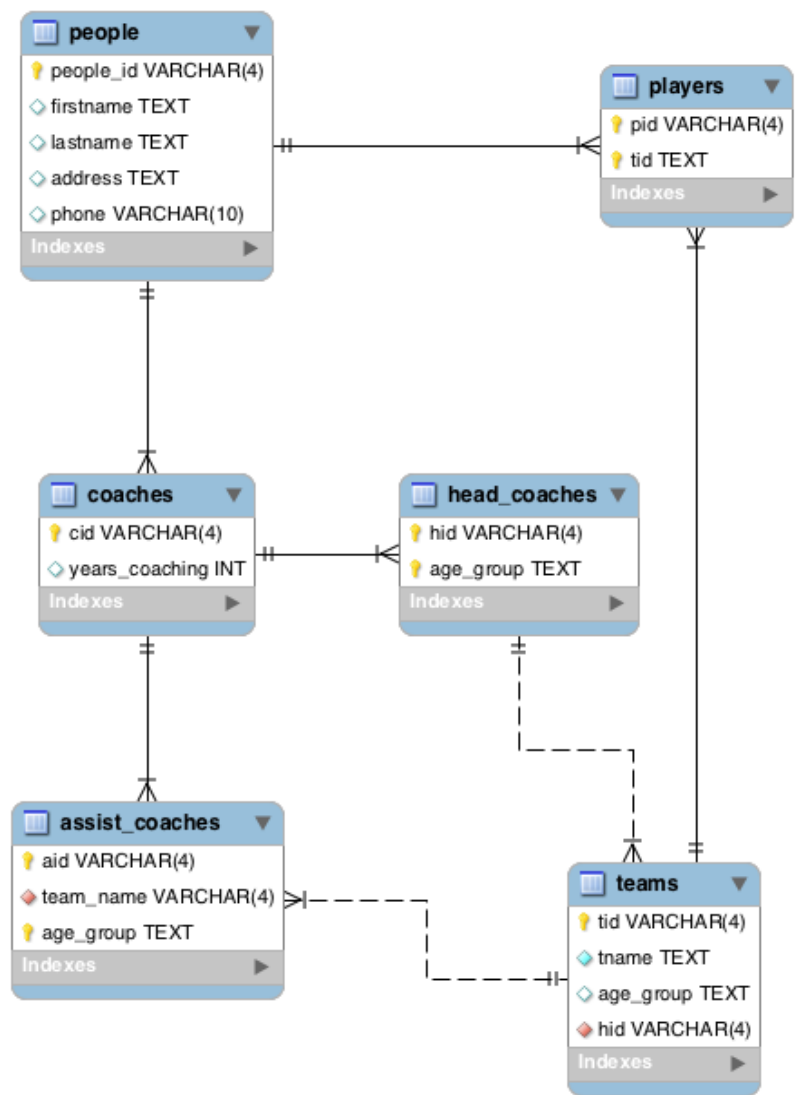 people
people_id VARCHAR(4)
firstname TEXT
lastname TEXT
address TEXT
phone VARCHAR(10)
Indexes
players
pid VARCHAR(4)
tid TEXT
Indexes
coaches
cid VARCHAR(4)
years_coaching INT
Indexes
head_coaches
hid VARCHAR(4)
age_group TEXT
Indexes
assist_coaches
aid VARCHAR(4)
team_name VARCHAR(4)
age_group TEXT
Indexes
teams
tid VARCHAR(4)
tname TEXT
age_group TEXT
hid VARCHAR(4)
Indexes